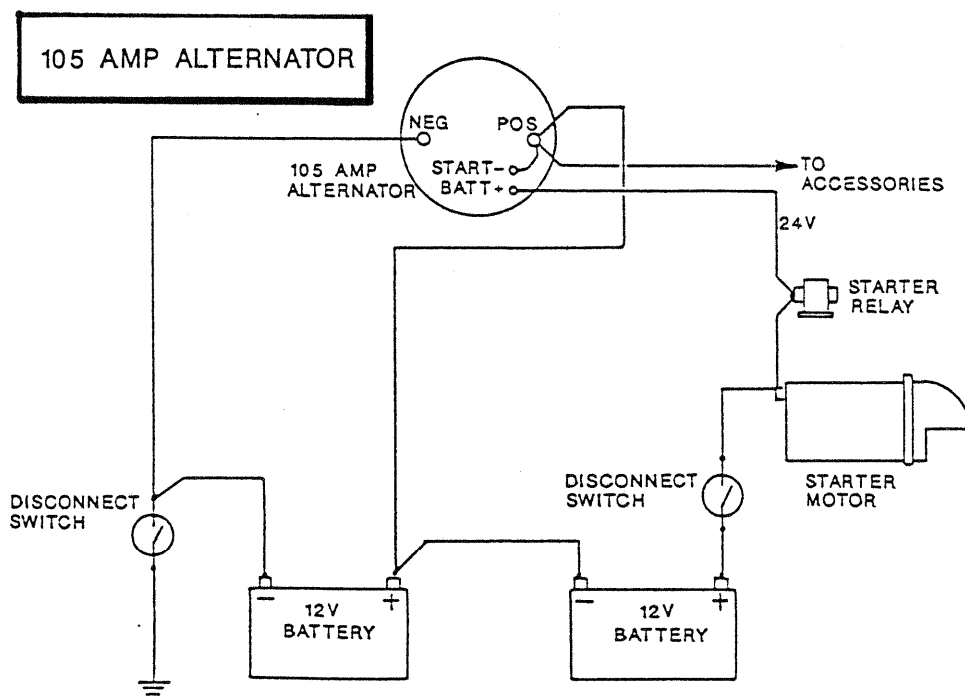 105 AMP ALTERNATOR
NEG
POS
START-
BATT+
105 AMP
ALTERNATOR
TO
ACCESSORIES
24V
STARTER
RELAY
DISCONNECT
SWITCH
DISCONNECT
SWITCH
STARTER
MOTOR
- +
12V
BATTERY
- +
12V
BATTERY